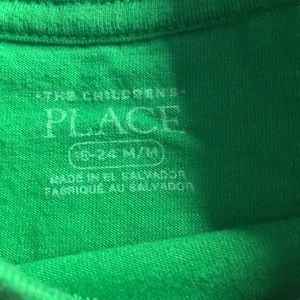 • THE CHILDREN'S •
PLACE
18-24 M/M
MADE IN EL SALVADOR
FABRIQUÉ AU SALVADOR